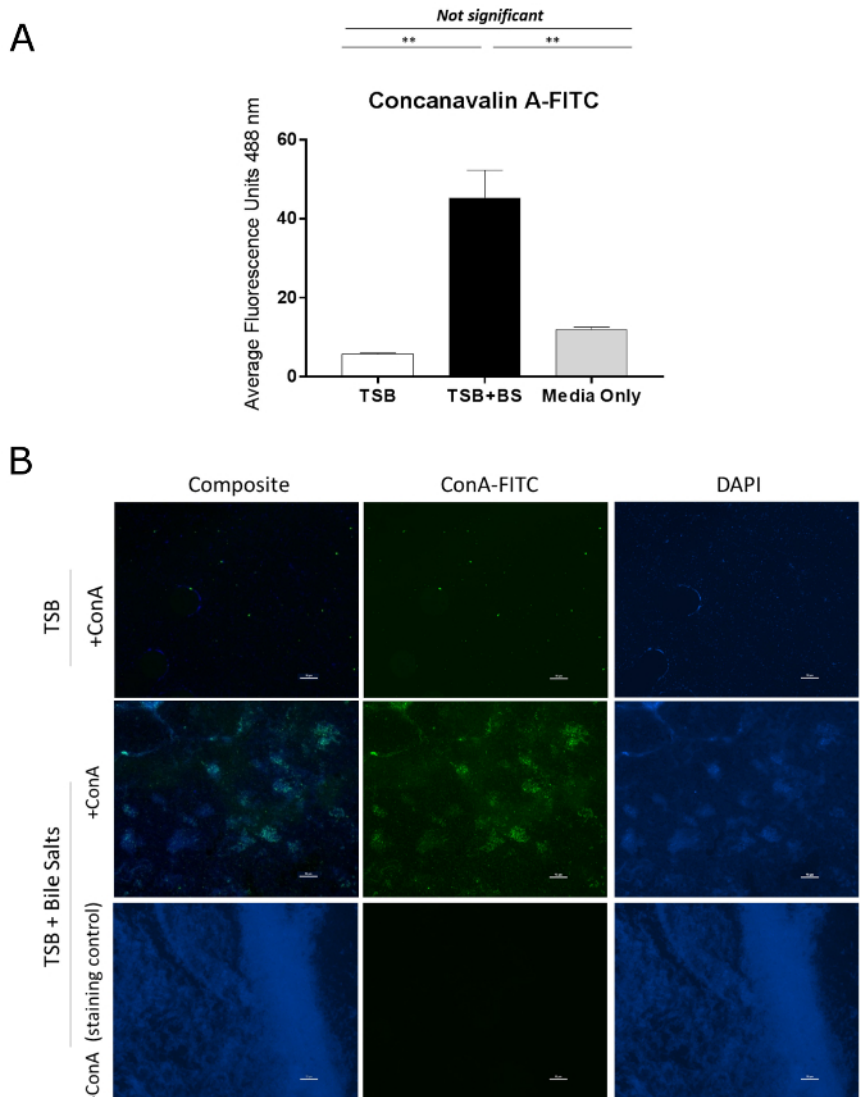 A
Not significant
**
**
Concanavalin A-FITC
Average Fluorescence Units 488 nm
60
40
20
0
TSB
TSB+BS
Media Only
B
Composite
ConA-FITC
DAPI
TSB
+ConA
TSB + Bile Salts
+ConA
-ConA (staining control)